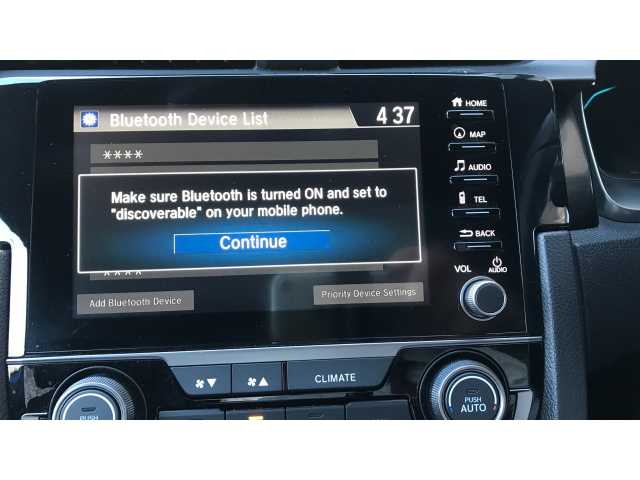 Bluetooth Device List
4 37
****
Make sure Bluetooth is turned ON and set to
"discoverable" on your mobile phone.
Continue
****
Add Bluetooth Device
Priority Device Settings
HOME
MAP
AUDIO
TEL
BACK
VOL
AUDIO
CLIMATE
PUSH
PUSH
AUTO